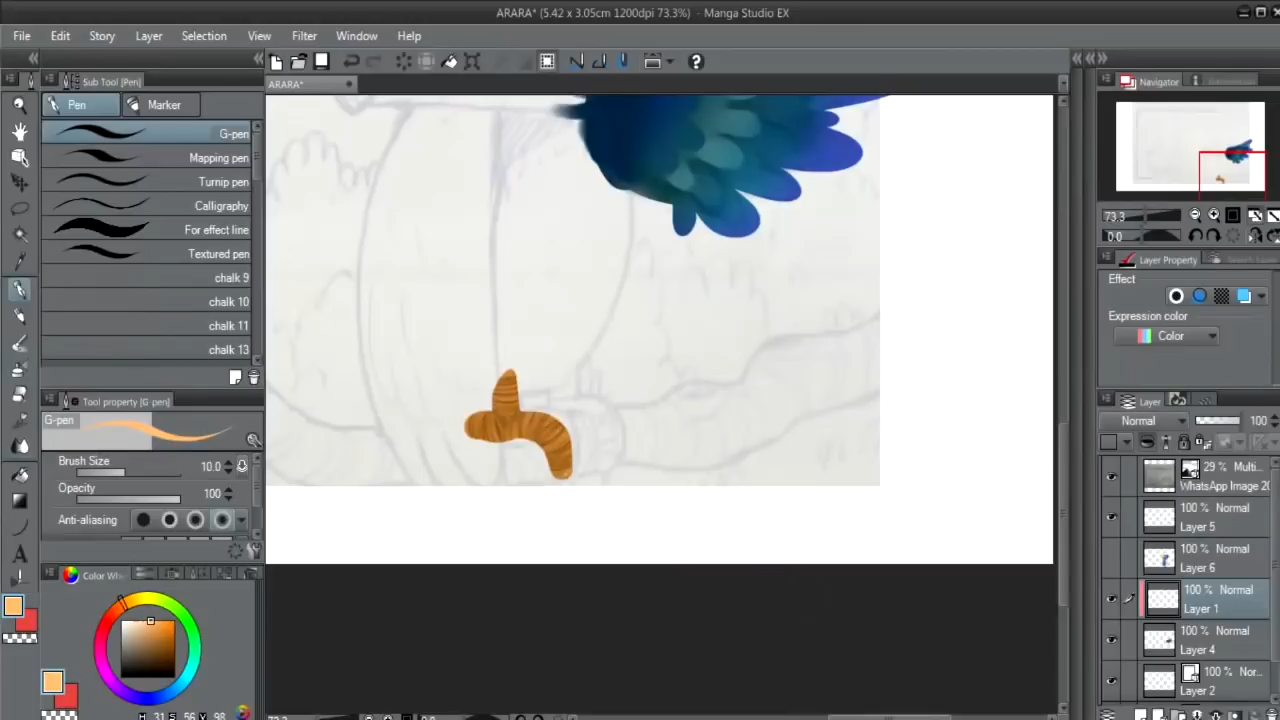 ARARA* (5.42 x 3.05cm 1200dpi 73.3%) - Manga Studio EX
File Edit Story Layer Selection View Filter Window Help
Sub Tool [Pen]
ARARA*
Navigator
Pen Marker
G-pen
Mapping pen
Turnip pen
Calligraphy
For effect line
Textured pen
chalk 9
chalk 10
chalk 11
chalk 13
Tool property [G-pen]
G-pen
Brush Size 10.0
Opacity 100
Anti-aliasing
Color Wh
H 31 S 56 V 98
73.3
0.0
Layer Property
Effect
Expression color
Color
Layer
Normal 100
29 % Multi...
WhatsApp Image 20
100 % Normal
Layer 5
100 % Normal
Layer 6
100 % Normal
Layer 1
100 % Normal
Layer 4
100 % Nor...
Layer 2